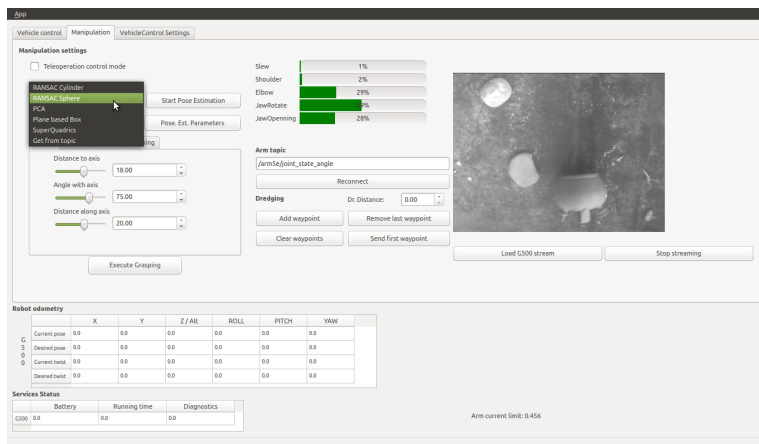 App
Vehicle control Manipulation VehicleControl Settings
Manipulation settings
Teleoperation control mode
RANSAC Cylinder
RANSAC Sphere
PCA
Plane based Box
SuperQuadrics
Get from topic
Start Pose Estimation
Pose. Est. Parameters
Distance to axis
18.00
Angle with axis
75.00
Distance along axis
20.00
Execute Grasping
Slew 1%
Shoulder 2%
Elbow 29%
JawRotate
JawOpenning 28%
Arm topic
/arm5e/joint_state_angle
Reconnect
Dredging Dr. Distance: 0.00
Add waypoint Remove last waypoint
Clear waypoints Send first waypoint
Load G500 stream Stop streaming
Robot odometry
X Y Z / Alt ROLL PITCH YAW
G500
Current pose 0.0 0.0 0.0 0.0 0.0 0.0
Desired pose 0.0 0.0 0.0 0.0 0.0 0.0
Current twist 0.0 0.0 0.0 0.0 0.0 0.0
Desired twist 0.0 0.0 0.0 0.0 0.0 0.0
Services Status
Battery Running time Diagnostics
G500 0.0 0.0 0.0
Arm current limit: 0.456